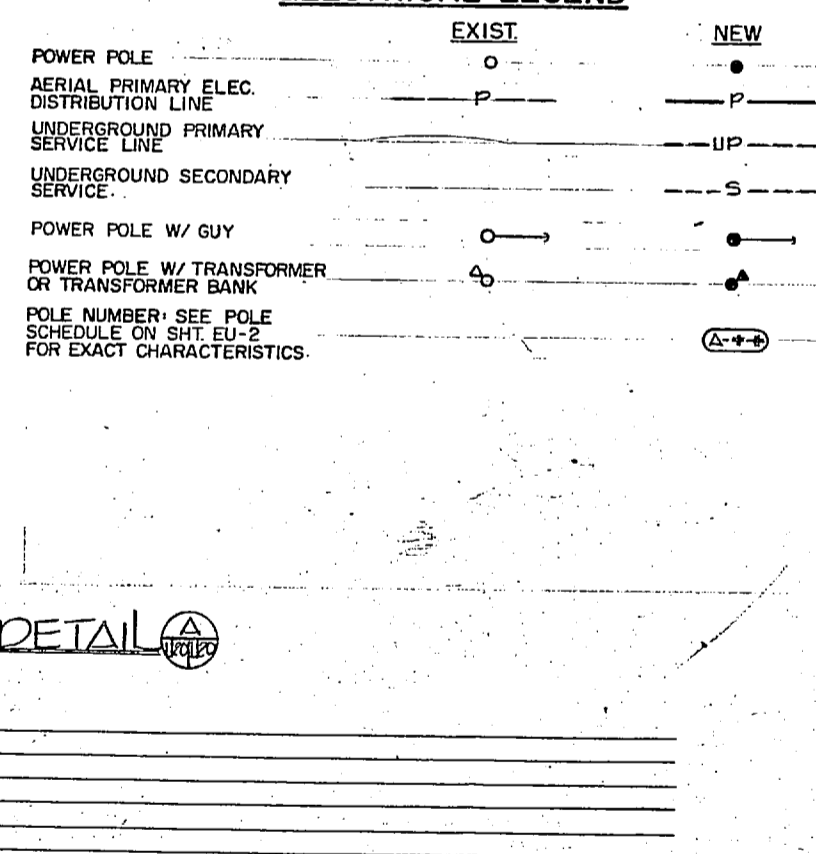 ELECTRICAL LEGEND
EXIST. NEW
POWER POLE
AERIAL PRIMARY ELEC.
DISTRIBUTION LINE P P
UNDERGROUND PRIMARY
SERVICE LINE UP
UNDERGROUND SECONDARY
SERVICE. S
POWER POLE W/ GUY
POWER POLE W/ TRANSFORMER
OR TRANSFORMER BANK
POLE NUMBER: SEE POLE
SCHEDULE ON SHT. EU-2
FOR EXACT CHARACTERISTICS.
DETAIL A